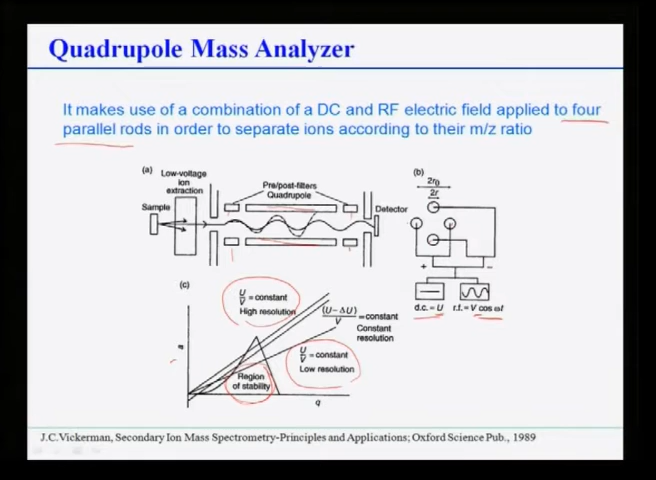 Quadrupole Mass Analyzer
It makes use of a combination of a DC and RF electric field applied to four
parallel rods in order to separate ions according to their m/z ratio
(a) Low-voltage
ion
extraction
Sample
Pre/post-filters
Quadrupole
Detector
(b)
2r₀
2r
+ −
d.c. = U r.f. = V cos ωt
(c)
U/V = constant
High resolution
(U−ΔU)/V = constant
Constant
resolution
U/V = constant
Low resolution
Region
of stability
a
q
J.C.Vickerman, Secondary Ion Mass Spectrometry-Principles and Applications; Oxford Science Pub., 1989